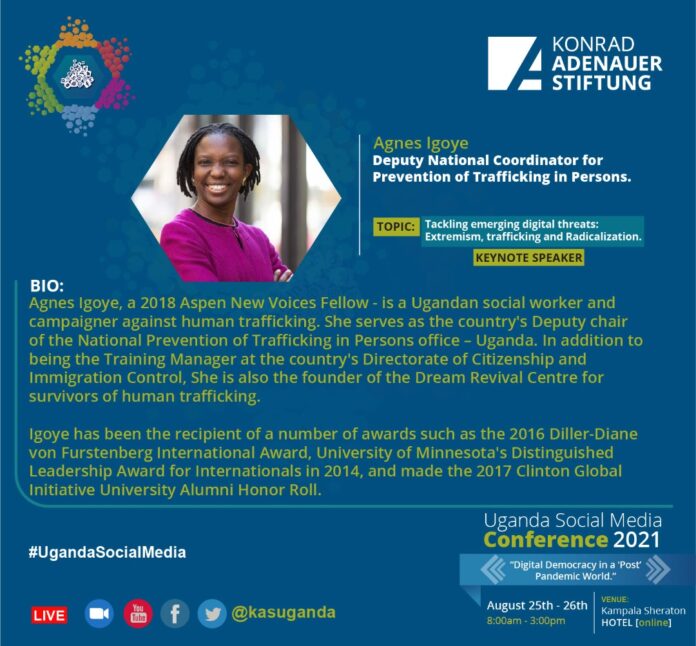 KONRAD
ADENAUER
STIFTUNG
Agnes Igoye
Deputy National Coordinator for
Prevention of Trafficking in Persons.
TOPIC: Tackling emerging digital threats:
Extremism, trafficking and Radicalization.
KEYNOTE SPEAKER
BIO:
Agnes Igoye, a 2018 Aspen New Voices Fellow - is a Ugandan social worker and
campaigner against human trafficking. She serves as the country's Deputy chair
of the National Prevention of Trafficking in Persons office – Uganda. In addition to
being the Training Manager at the country's Directorate of Citizenship and
Immigration Control, She is also the founder of the Dream Revival Centre for
survivors of human trafficking.
Igoye has been the recipient of a number of awards such as the 2016 Diller-Diane
von Furstenberg International Award, University of Minnesota's Distinguished
Leadership Award for Internationals in 2014, and made the 2017 Clinton Global
Initiative University Alumni Honor Roll.
#UgandaSocialMedia
Uganda Social Media
Conference 2021
“Digital Democracy in a 'Post'
Pandemic World.”
August 25th - 26th
8:00am - 3:00pm
VENUE:
Kampala Sheraton
HOTEL [online]
LIVE
You
Tube
@kasuganda